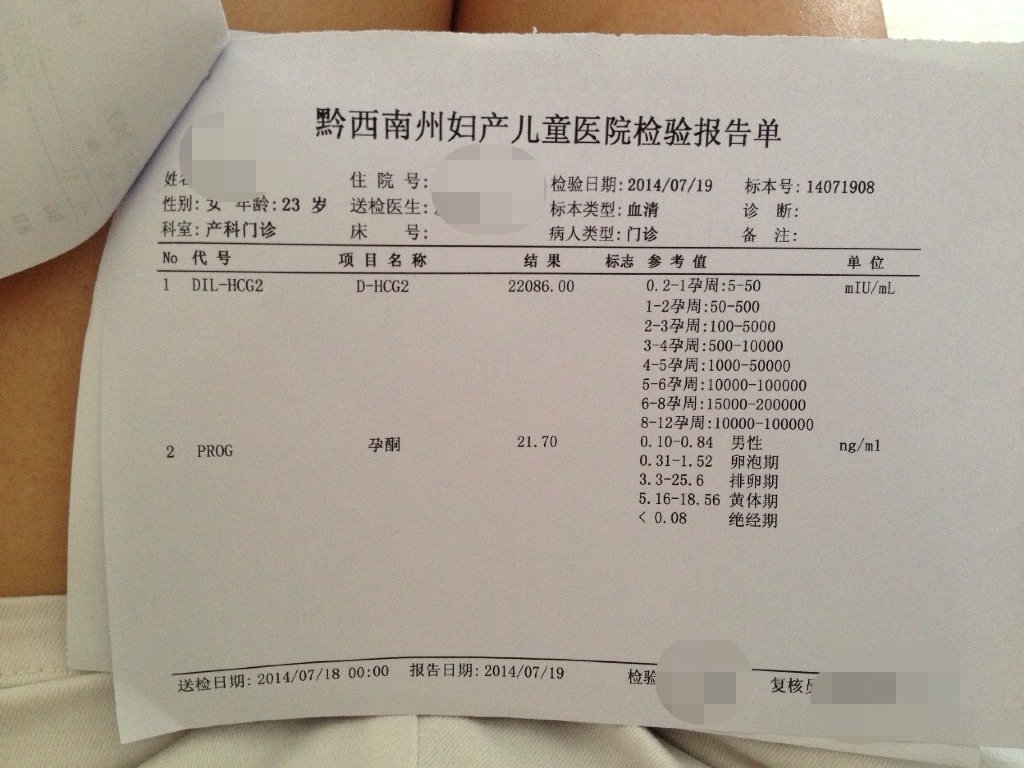 黔西南州妇产儿童医院检验报告单
姓 住 院 号: 检验日期: 2014/07/19 标本号: 14071908
性别: 女 年龄: 23 岁 送检医生: 标本类型: 血清 诊 断:
科室: 产科门诊 床 号: 病人类型: 门诊 备 注:
No 代 号 项 目 名 称 结 果 标志 参 考 值 单 位
1 DIL-HCG2 D-HCG2 22086.00 0.2-1孕周:5-50 mIU/mL
1-2孕周:50-500
2-3孕周:100-5000
3-4孕周:500-10000
4-5孕周:1000-50000
5-6孕周:10000-100000
6-8孕周:15000-200000
8-12孕周:10000-100000
2 PROG 孕酮 21.70 0.10-0.84 男性 ng/ml
0.31-1.52 卵泡期
3.3-25.6 排卵期
5.16-18.56 黄体期
< 0.08 绝经期
送检日期: 2014/07/18 00:00 报告日期: 2014/07/19 检验 复核